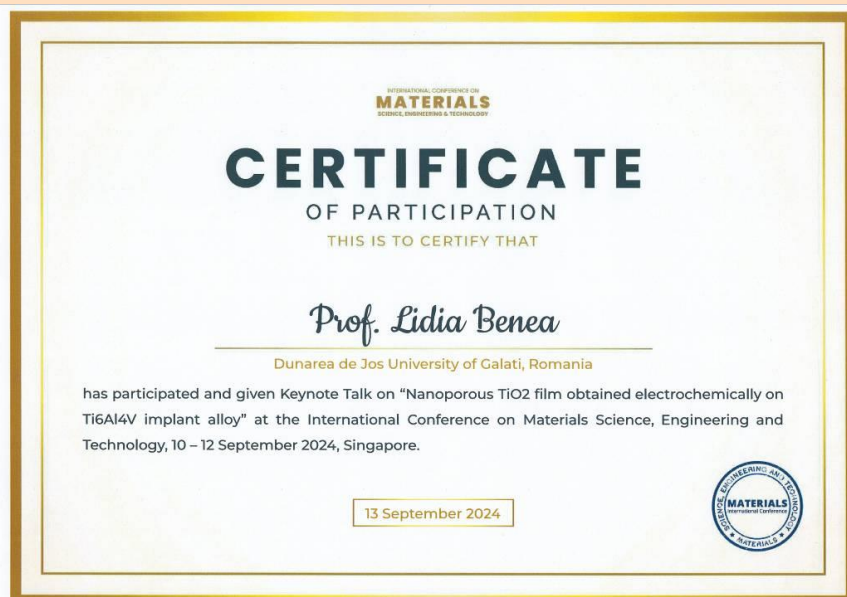 INTERNATIONAL CONFERENCE ON
MATERIALS
SCIENCE, ENGINEERING & TECHNOLOGY
CERTIFICATE
OF PARTICIPATION
THIS IS TO CERTIFY THAT
Prof. Lidia Benea
Dunarea de Jos University of Galati, Romania
has participated and given Keynote Talk on “Nanoporous TiO2 film obtained electrochemically on
Ti6Al4V implant alloy” at the International Conference on Materials Science, Engineering and
Technology, 10 – 12 September 2024, Singapore.
13 September 2024
SCIENCE, ENGINEERING AND TECHNOLOGY
MATERIALS
International Conference
★ MATERIALS ★